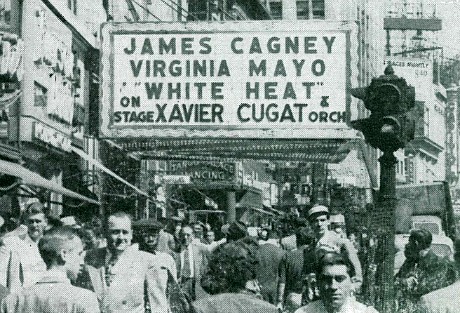 JAMES CAGNEY
VIRGINIA MAYO
"WHITE HEAT"
ON STAGE XAVIER CUGAT & ORCH
DANCING